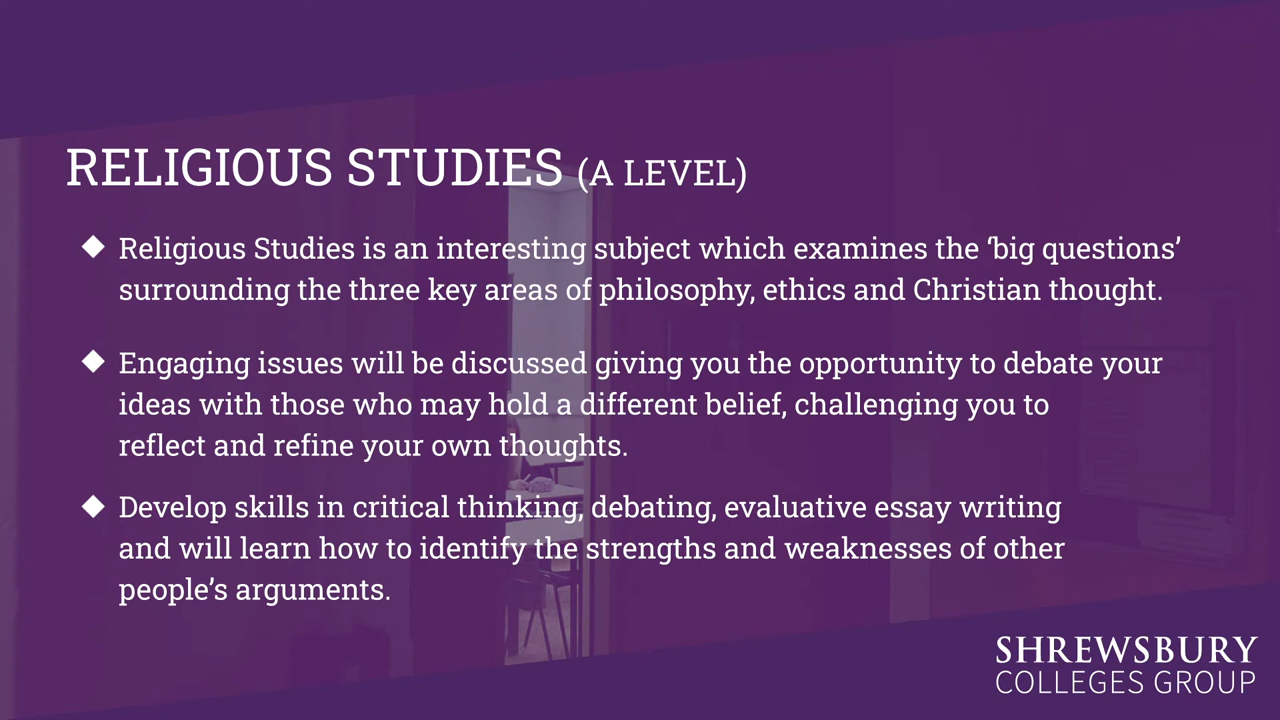 RELIGIOUS STUDIES (A LEVEL)
◆ Religious Studies is an interesting subject which examines the ‘big questions’
surrounding the three key areas of philosophy, ethics and Christian thought.
◆ Engaging issues will be discussed giving you the opportunity to debate your
ideas with those who may hold a different belief, challenging you to
reflect and refine your own thoughts.
◆ Develop skills in critical thinking, debating, evaluative essay writing
and will learn how to identify the strengths and weaknesses of other
people’s arguments.
SHREWSBURY
COLLEGES GROUP